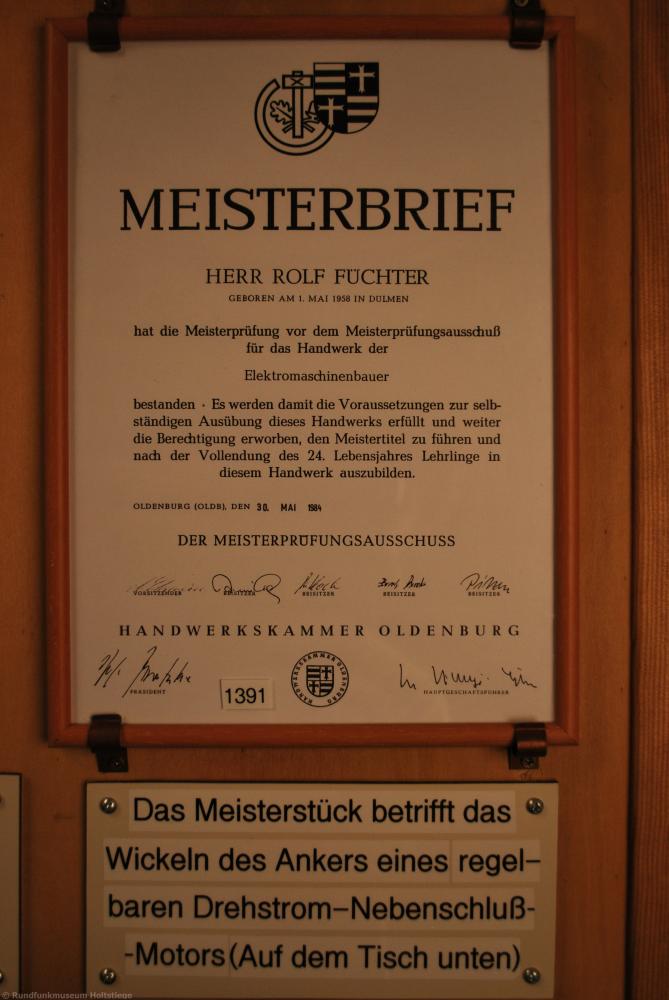 MEISTERBRIEF
HERR ROLF FÜCHTER
GEBOREN AM 1. MAI 1958 IN DÜLMEN
hat die Meisterprüfung vor dem Meisterprüfungsausschuß
für das Handwerk der
Elektromaschinenbauer
bestanden · Es werden damit die Voraussetzungen zur selb-
ständigen Ausübung dieses Handwerks erfüllt und weiter
die Berechtigung erworben, den Meistertitel zu führen und
nach der Vollendung des 24. Lebensjahres Lehrlinge in
diesem Handwerk auszubilden.
OLDENBURG (OLDB), DEN 30. MAI 1984
DER MEISTERPRÜFUNGSAUSSCHUSS
VORSITZENDER BEISITZER BEISITZER BEISITZER BEISITZER
HANDWERKSKAMMER OLDENBURG
PRÄSIDENT
1391
HANDWERKSKAMMER OLDENBURG
HAUPTGESCHÄFTSFÜHRER
Das Meisterstück betrifft das
Wickeln des Ankers eines regel-
baren Drehstrom-Nebenschluß-
-Motors (Auf dem Tisch unten)
© Rundfunkmuseum Holtstiege